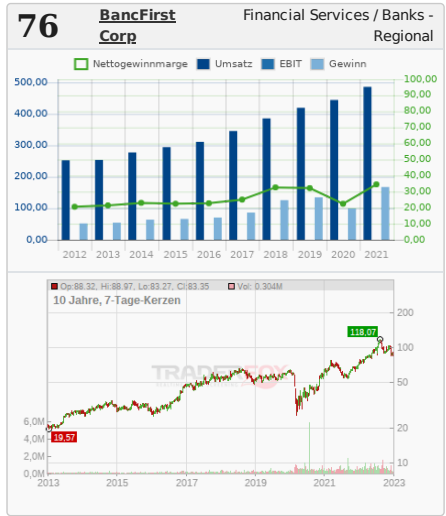 76
BancFirst Corp
Financial Services / Banks - Regional
Nettogewinnmarge Umsatz EBIT Gewinn
500,00
400,00
300,00
200,00
100,00
0,00
100,00
90,00
80,00
70,00
60,00
50,00
40,00
30,00
20,00
10,00
0,00
2012 2013 2014 2015 2016 2017 2018 2019 2020 2021
Op:88.32, Hi:88.97, Lo:83.27, Cl:83.35 Vol: 0.304M
10 Jahre, 7-Tage-Kerzen
118,07
19,57
200
100
50
20
10
6,0M
4,0M
2,0M
0,0M
2013 2015 2017 2019 2021 2023